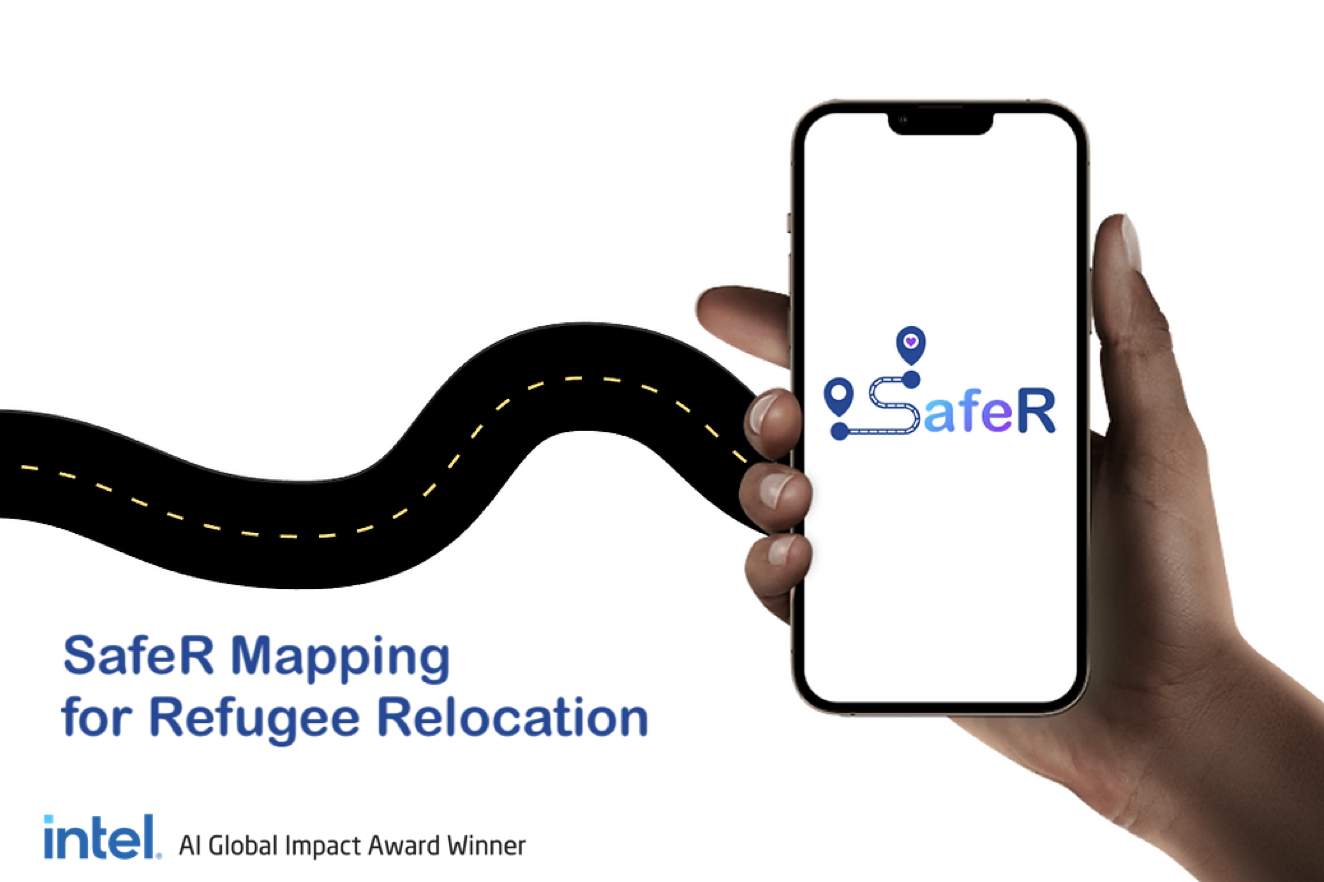 SafeR
SafeR Mapping
for Refugee Relocation
intel. AI Global Impact Award Winner